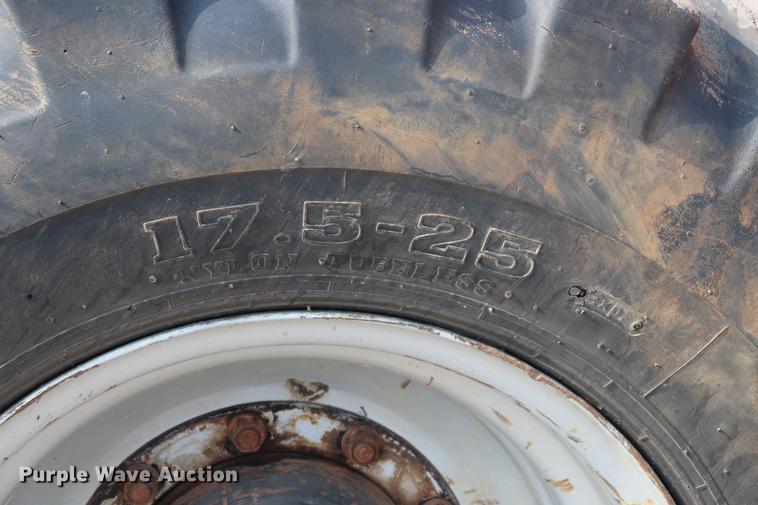 17.5-25
NYLON TUBELESS
Purple Wave Auction